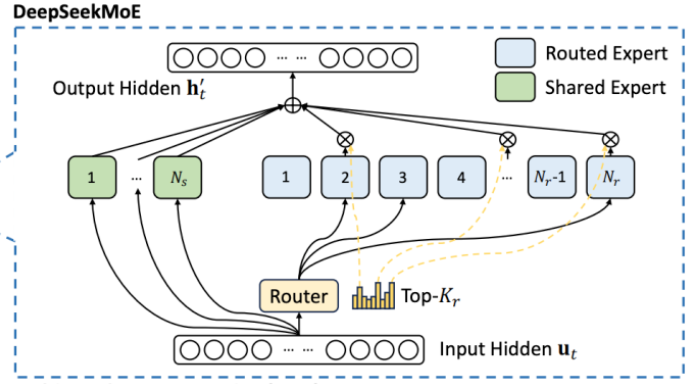 DeepSeekMoE
... ...
Routed Expert
Output Hidden h′ₜ
Shared Expert
1 ... Nₛ 1 2 3 4 ... Nᵣ-1 Nᵣ
Router Top-Kᵣ
... ... Input Hidden uₜ